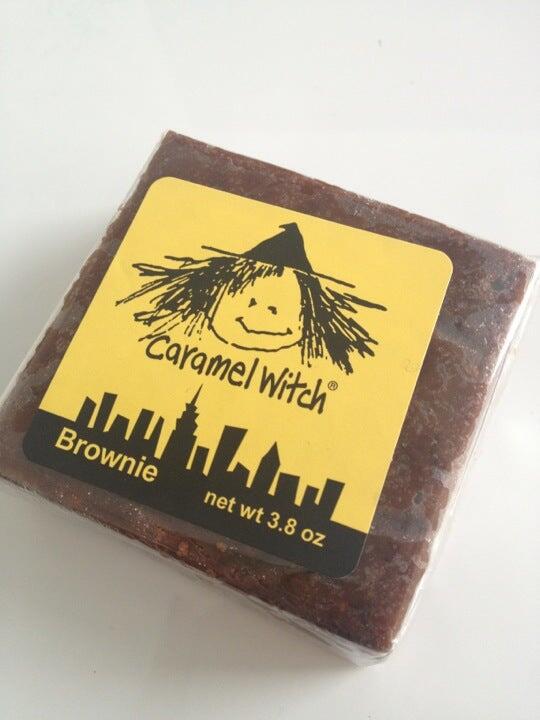 Caramel Witch®
Brownie
net wt 3.8 oz